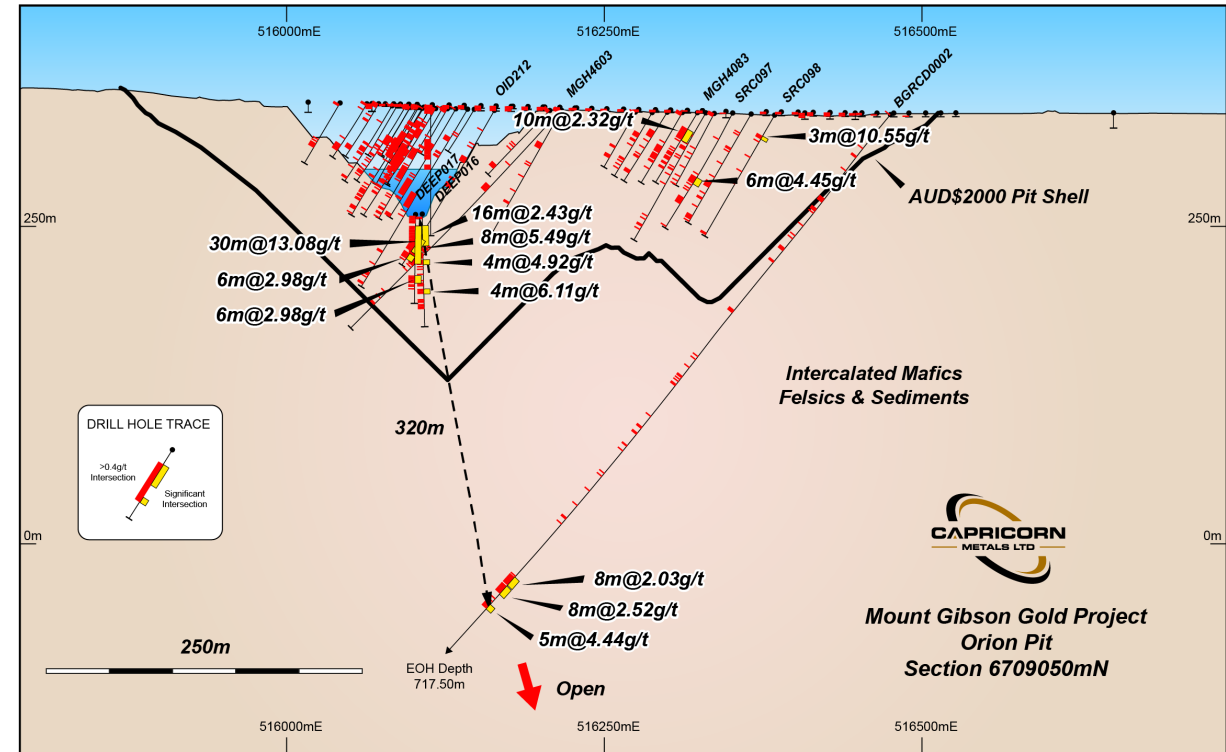 516000mE
516250mE
516500mE
OID212
MGH4603
MGH4083
SRC097
SRC098
BGRCD0002
10m@2.32g/t
3m@10.55g/t
6m@4.45g/t
AUD$2000 Pit Shell
DEEP017
DEEP016
250m
250m
16m@2.43g/t
30m@13.08g/t
8m@5.49g/t
4m@4.92g/t
6m@2.98g/t
4m@6.11g/t
6m@2.98g/t
Intercalated Mafics
Felsics & Sediments
320m
DRILL HOLE TRACE
>0.4g/t
Intersection
Significant
Intersection
0m
0m
CAPRICORN
METALS LTD
8m@2.03g/t
8m@2.52g/t
5m@4.44g/t
Mount Gibson Gold Project
Orion Pit
Section 6709050mN
250m
EOH Depth
717.50m
Open
516000mE
516250mE
516500mE